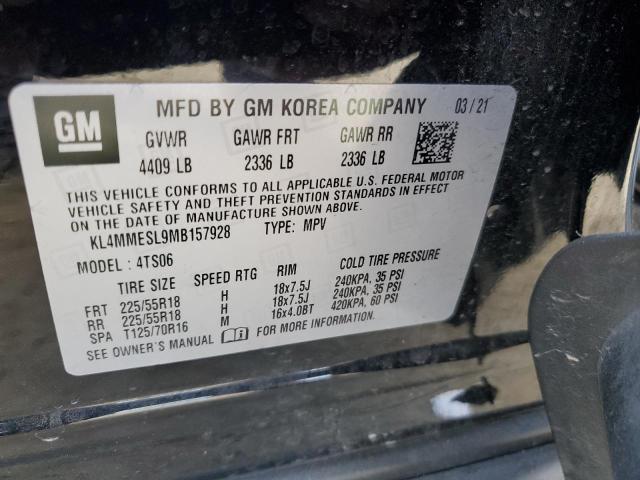 GM
MFD BY GM KOREA COMPANY 03/21
GVWR GAWR FRT GAWR RR
4409 LB 2336 LB 2336 LB
THIS VEHICLE CONFORMS TO ALL APPLICABLE U.S. FEDERAL MOTOR
VEHICLE SAFETY AND THEFT PREVENTION STANDARDS IN EFFECT
ON THE DATE OF MANUFACTURE SHOWN ABOVE.
KL4MMESL9MB157928 TYPE: MPV
MODEL: 4TS06
TIRE SIZE SPEED RTG RIM COLD TIRE PRESSURE
FRT 225/55R18 H 18x7.5J 240KPA, 35 PSI
RR 225/55R18 H 18x7.5J 240KPA, 35 PSI
SPA T125/70R16 M 16x4.0BT 420KPA, 60 PSI
SEE OWNER'S MANUAL FOR MORE INFORMATION.